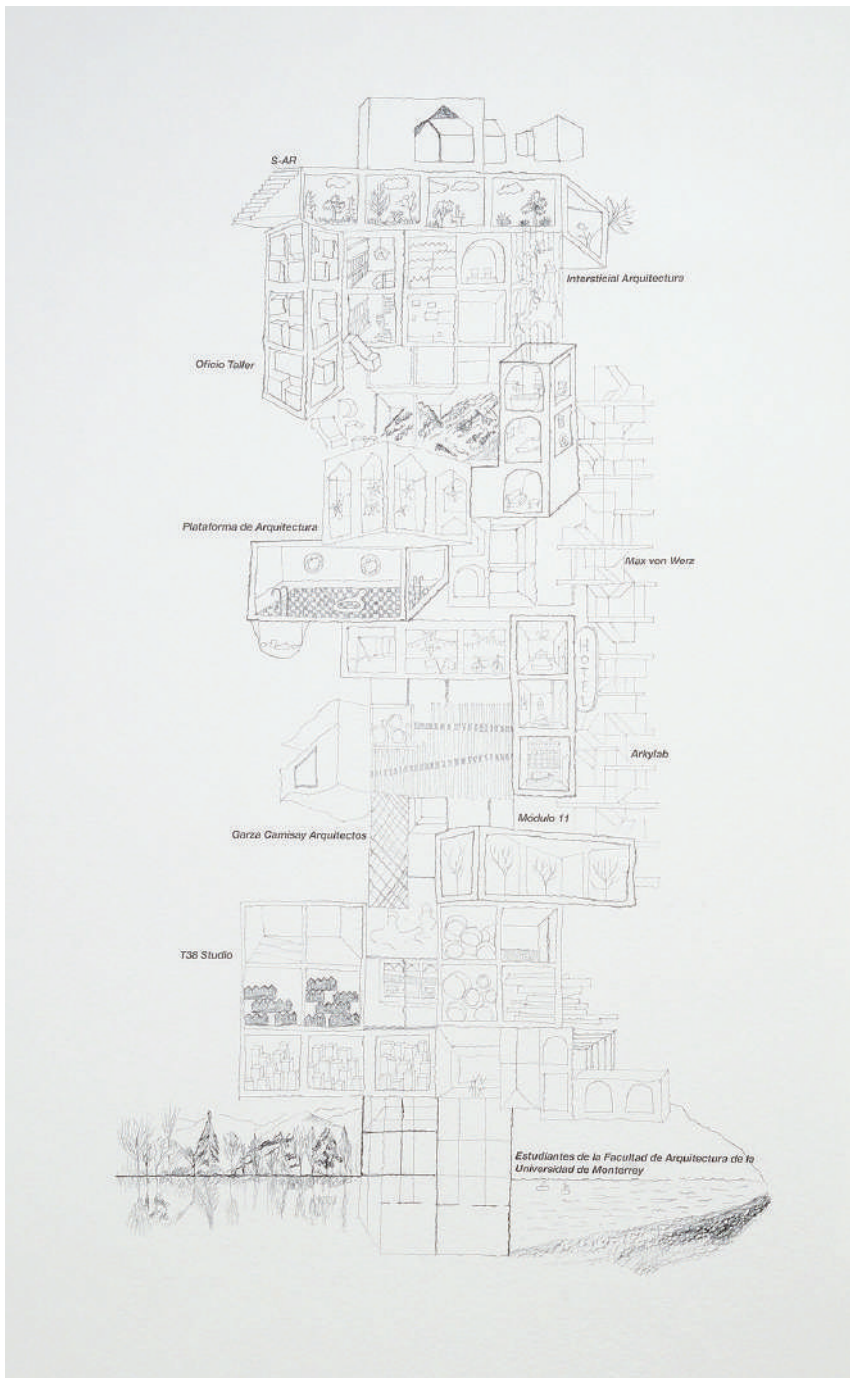 S-AR
Intersticial Arquitectura
Oficio Taller
Plataforma de Arquitectura
Max von Werz
HOTEL
Arkylab
Módulo 11
Garza Camisay Arquitectos
T38 Studio
Estudiantes de la Facultad de Arquitectura de la
Universidad de Monterrey